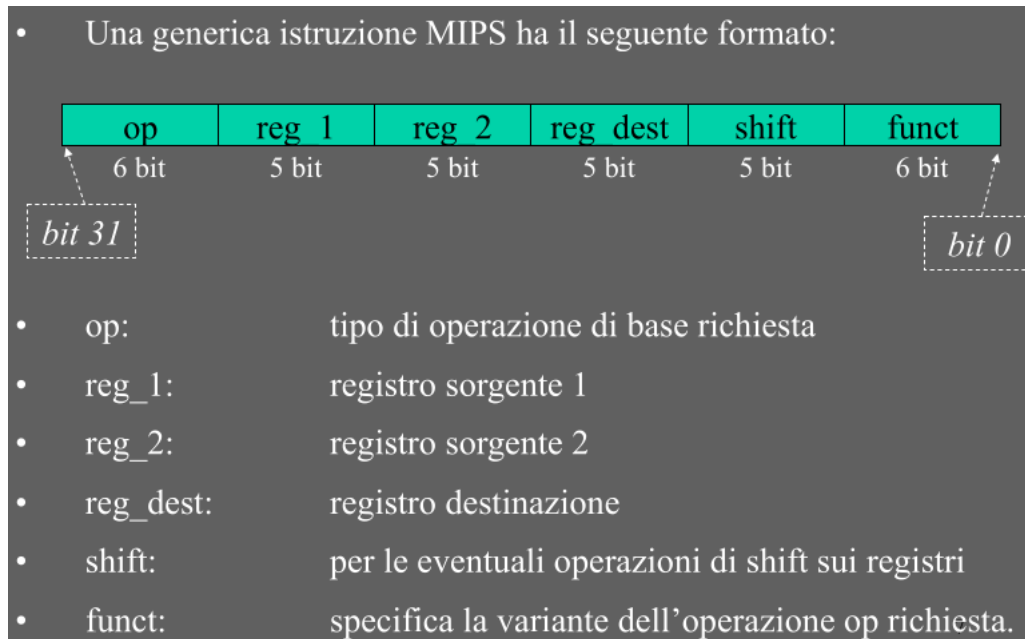 • Una generica istruzione MIPS ha il seguente formato:
op reg_1 reg_2 reg_dest shift funct
6 bit 5 bit 5 bit 5 bit 5 bit 6 bit
bit 31 bit 0
• op: tipo di operazione di base richiesta
• reg_1: registro sorgente 1
• reg_2: registro sorgente 2
• reg_dest: registro destinazione
• shift: per le eventuali operazioni di shift sui registri
• funct: specifica la variante dell’operazione op richiesta.